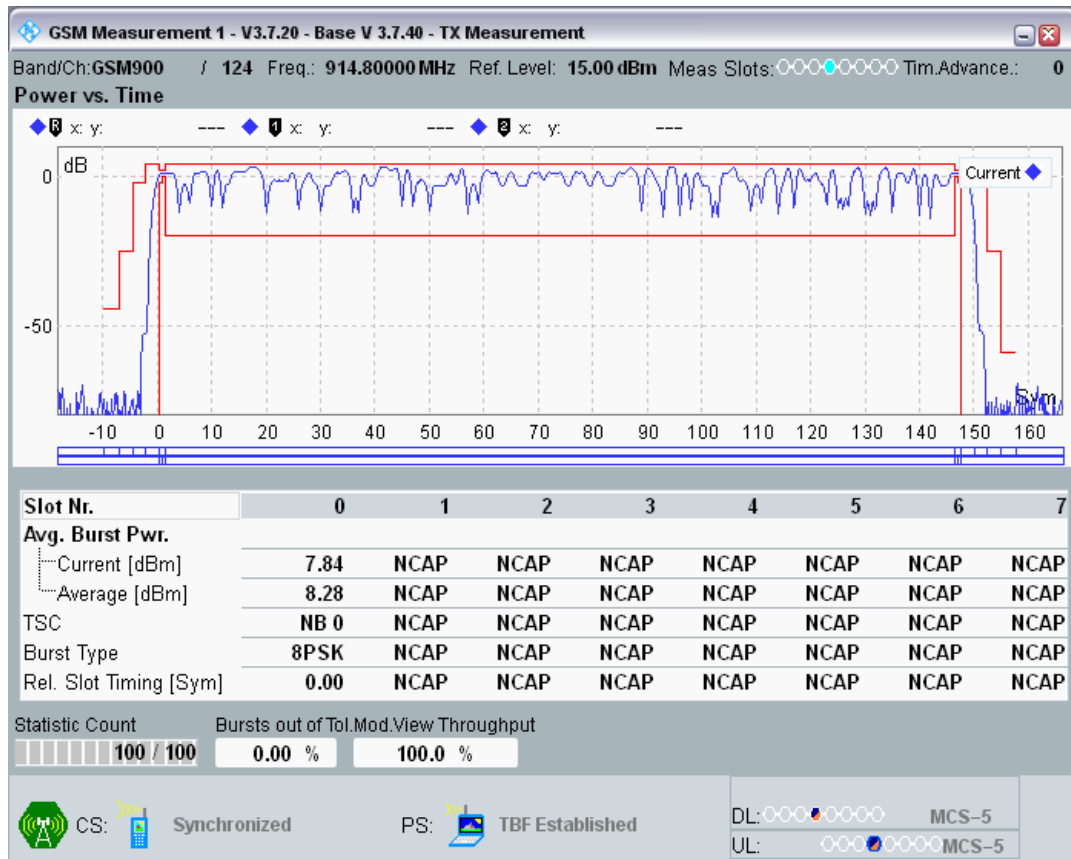 GSM Measurement 1 - V3.7.20 - Base V 3.7.40 - TX Measurement
Band/Ch:GSM900 / 124 Freq.: 914.80000 MHz Ref. Level: 15.00 dBm Meas Slots: Tim.Advance.: 0
Power vs. Time
R x: y: --- 1 x: y: --- 2 x: y: ---
dB
Current
0
-50
Sym
-10 0 10 20 30 40 50 60 70 80 90 100 110 120 130 140 150 160
Slot Nr. 0 1 2 3 4 5 6 7
Avg. Burst Pwr.
Current [dBm] 7.84 NCAP NCAP NCAP NCAP NCAP NCAP NCAP
Average [dBm] 8.28 NCAP NCAP NCAP NCAP NCAP NCAP NCAP
TSC NB 0 NCAP NCAP NCAP NCAP NCAP NCAP NCAP
Burst Type 8PSK NCAP NCAP NCAP NCAP NCAP NCAP NCAP
Rel. Slot Timing [Sym] 0.00 NCAP NCAP NCAP NCAP NCAP NCAP NCAP
Statistic Count Bursts out of Tol.Mod.View Throughput
100 / 100 0.00 % 100.0 %
CS: Synchronized PS: TBF Established
DL: MCS-5
UL: MCS-5